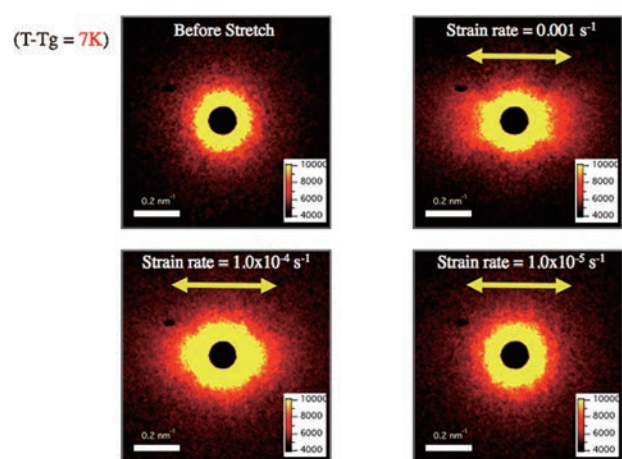 (T-Tg = 7K)
Before Stretch
10000
8000
6000
4000
0.2 nm⁻¹
Strain rate = 0.001 s⁻¹
10000
8000
6000
4000
0.2 nm⁻¹
Strain rate = 1.0x10⁻⁴ s⁻¹
10000
8000
6000
4000
0.2 nm⁻¹
Strain rate = 1.0x10⁻⁵ s⁻¹
10000
8000
6000
4000
0.2 nm⁻¹